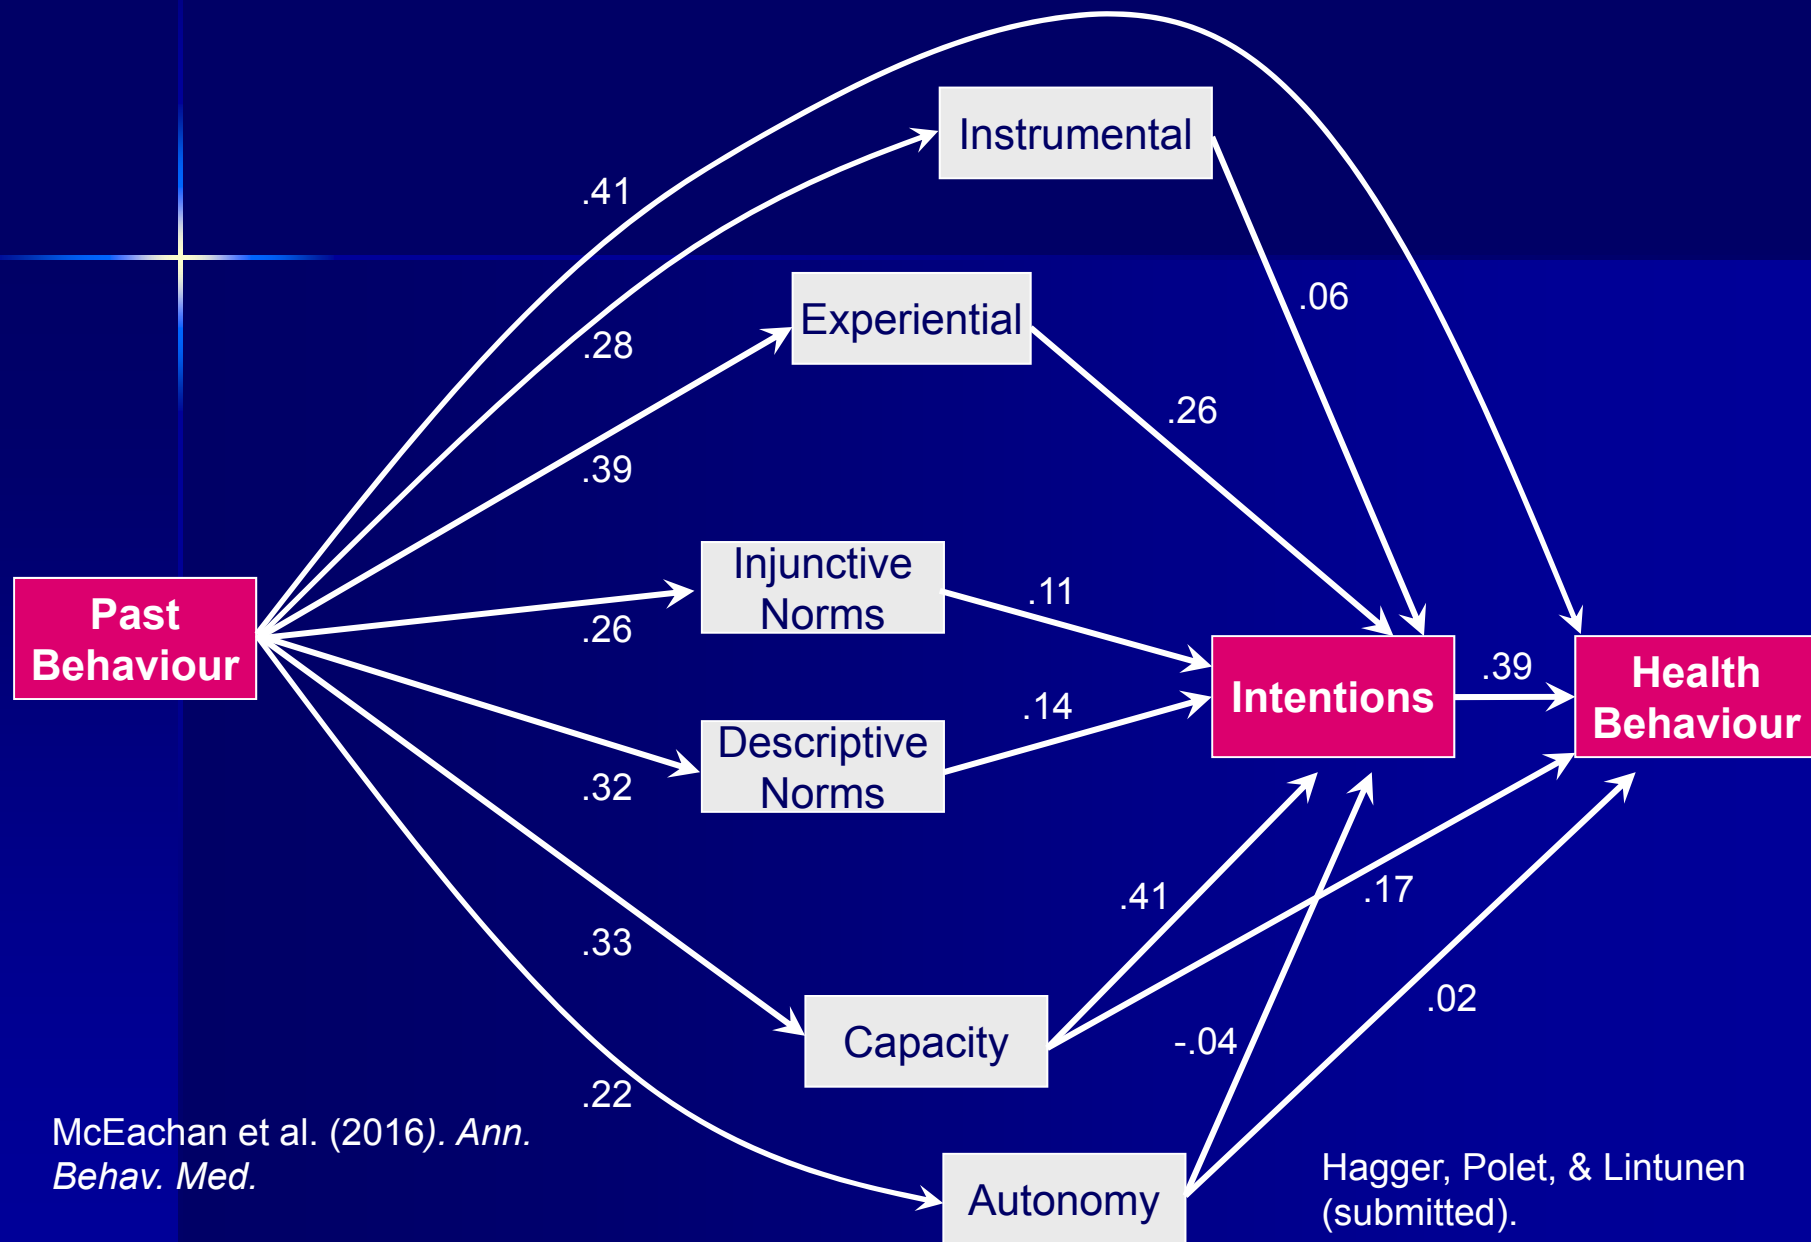 Instrumental
.41
.06
Experiential
.28
.26
.39
Injunctive
Norms
.11
Past
Behaviour
.26
Intentions
.39
Health
Behaviour
.14
Descriptive
Norms
.32
.41
.17
.33
.02
Capacity
-.04
.22
McEachan et al. (2016). Ann.
Behav. Med.
Autonomy
Hagger, Polet, & Lintunen
(submitted).